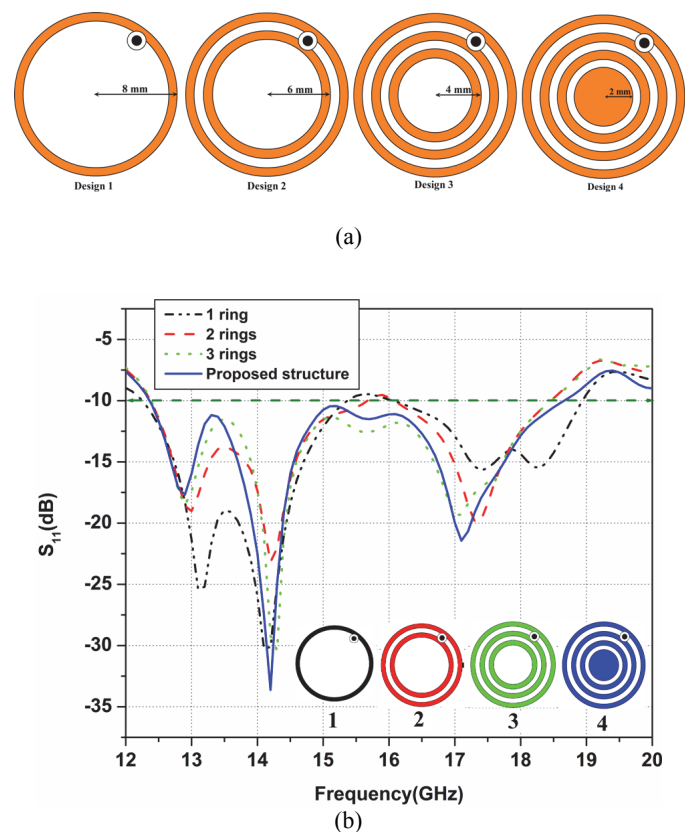 8 mm
6 mm
4 mm
2 mm
Design 1
Design 2
Design 3
Design 4
(a)
1 ring
2 rings
3 rings
Proposed structure
-5
-10
-15
-20
-25
-30
-35
S11(dB)
1
2
3
4
12
13
14
15
16
17
18
19
20
Frequency(GHz)
(b)